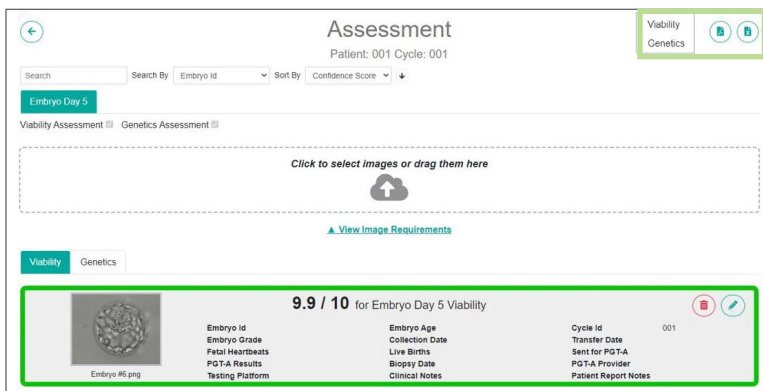 Assessment
Viability
Genetics
Patient: 001 Cycle: 001
Search
Search By
Embryo Id
Sort By
Confidence Score
Embryo Day 5
Viability Assessment
Genetics Assessment
Click to select images or drag them here
▲ View Image Requirements
Viability
Genetics
9.9 / 10 for Embryo Day 5 Viability
Embryo Id
Embryo Age
Cycle Id
001
Embryo Grade
Collection Date
Transfer Date
Fetal Heartbeats
Live Births
Sent for PGT-A
PGT-A Results
Biopsy Date
PGT-A Provider
Embryo #6.png
Testing Platform
Clinical Notes
Patient Report Notes